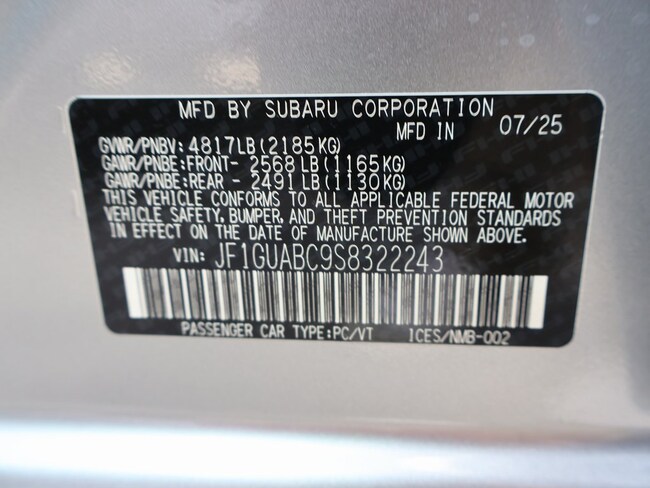 MFD BY SUBARU CORPORATION
MFD IN 07/25
GVWR/PNBV: 4817LB(2185KG)
GAWR/PNBE:FRONT- 2568LB(1165KG)
GAWR/PNBE:REAR - 2491LB(1130KG)
THIS VEHICLE CONFORMS TO ALL APPLICABLE FEDERAL MOTOR
VEHICLE SAFETY, BUMPER, AND THEFT PREVENTION STANDARDS
IN EFFECT ON THE DATE OF MANUFACTURE SHOWN ABOVE.
VIN: JF1GUABC9S8322243
PASSENGER CAR TYPE:PC/VT ICES/NMB-002